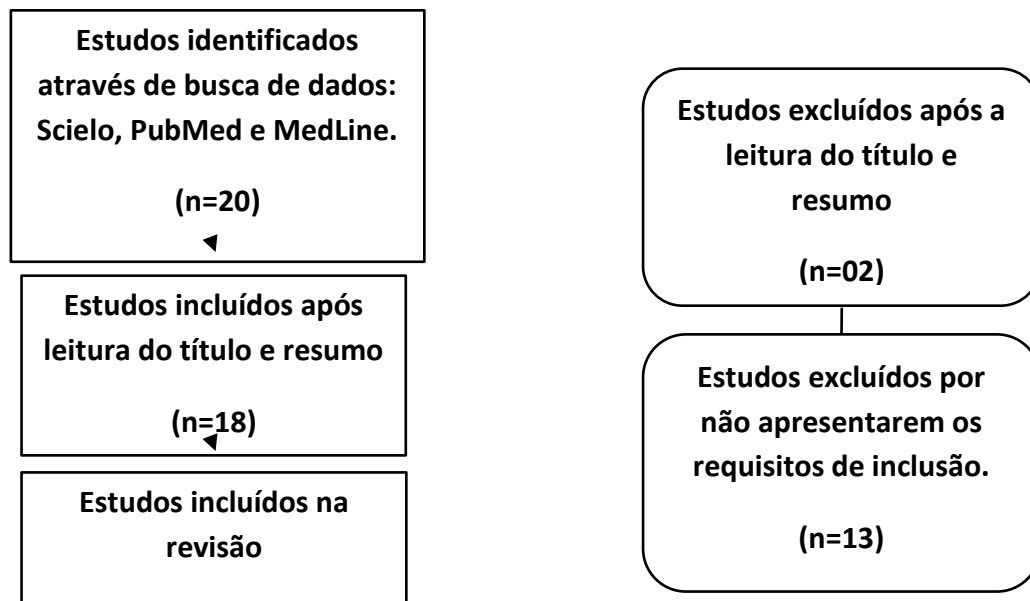 Estudos identificados
através de busca de dados:
Scielo, PubMed e MedLine.
(n=20)
Estudos incluídos após
leitura do título e resumo
(n=18)
Estudos incluídos na
revisão
Estudos excluídos após a
leitura do título e
resumo
(n=02)
Estudos excluídos por
não apresentarem os
requisitos de inclusão.
(n=13)